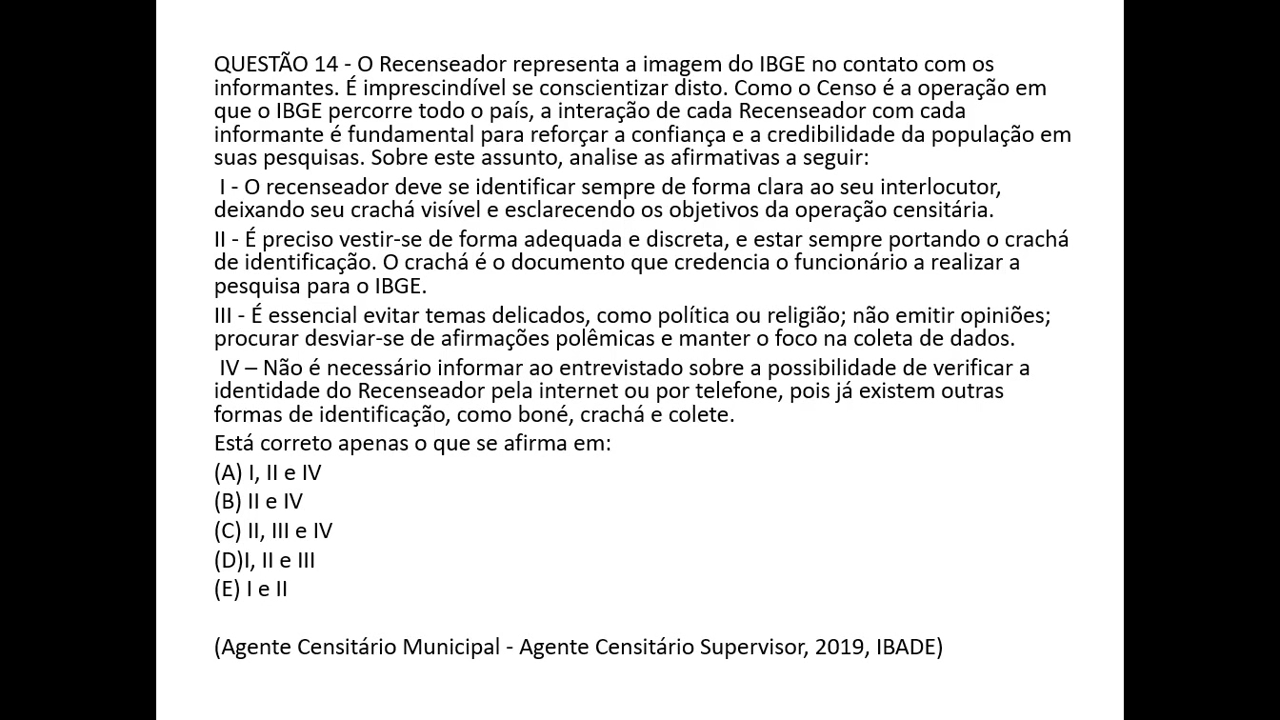 QUESTÃO 14 - O Recenseador representa a imagem do IBGE no contato com os
informantes. É imprescindível se conscientizar disto. Como o Censo é a operação em
que o IBGE percorre todo o país, a interação de cada Recenseador com cada
informante é fundamental para reforçar a confiança e a credibilidade da população em
suas pesquisas. Sobre este assunto, analise as afirmativas a seguir:
I - O recenseador deve se identificar sempre de forma clara ao seu interlocutor,
deixando seu crachá visível e esclarecendo os objetivos da operação censitária.
II - É preciso vestir-se de forma adequada e discreta, e estar sempre portando o crachá
de identificação. O crachá é o documento que credencia o funcionário a realizar a
pesquisa para o IBGE.
III - É essencial evitar temas delicados, como política ou religião; não emitir opiniões;
procurar desviar-se de afirmações polêmicas e manter o foco na coleta de dados.
IV – Não é necessário informar ao entrevistado sobre a possibilidade de verificar a
identidade do Recenseador pela internet ou por telefone, pois já existem outras
formas de identificação, como boné, crachá e colete.
Está correto apenas o que se afirma em:
(A) I, II e IV
(B) II e IV
(C) II, III e IV
(D)I, II e III
(E) I e II
(Agente Censitário Municipal - Agente Censitário Supervisor, 2019, IBADE)